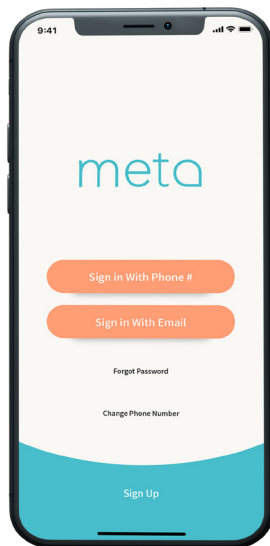 9:41
meta
Sign in With Phone #
Sign in With Email
Forgot Password
Change Phone Number
Sign Up